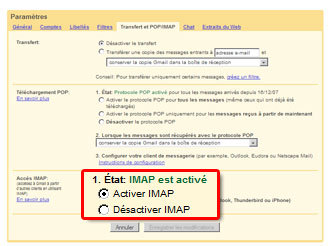 Paramètres
Général Comptes Libellés Filtres Transfert et POP/IMAP Chat Extraits du Web
Transfert:
Désactiver le transfert
Transférer une copie des messages entrants à adresse e-mail et
conserver la copie Gmail dans la boîte de réception
Conseil : Pour transférer uniquement certains messages, créez un filtre.
Téléchargement POP:
En savoir plus
1. État: Protocole POP activé pour tous les messages arrivés depuis 18/12/07
Activer le protocole POP pour tous les messages (même ceux qui ont déjà été
téléchargés)
Activer le protocole POP uniquement pour les messages reçus à partir de maintenant
Désactiver le protocole POP
2. Lorsque les messages sont récupérés avec le protocole POP
conserver la copie Gmail dans la boîte de réception
3. Configurer votre client de messagerie (par exemple, Outlook, Eudora ou Netscape Mail)
Instructions de configuration
Accès IMAP:
(accédez à Gmail à partir
d'autres clients en utilisant
IMAP)
En savoir plus
1. État: IMAP est activé
Activer IMAP
Désactiver IMAP
Thunderbird ou iPhone)
Annuler Enregistrer les modifications